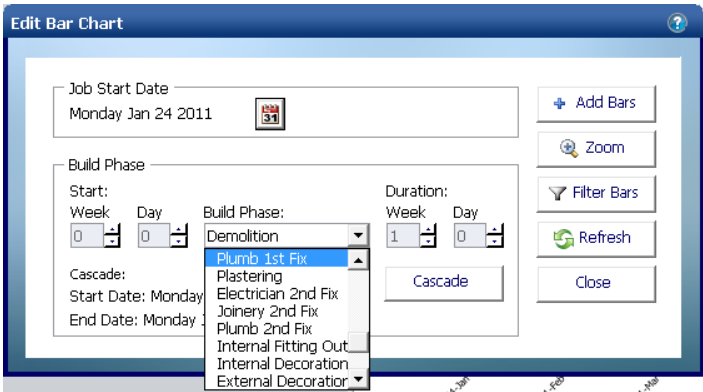 Edit Bar Chart
?
Job Start Date
Monday Jan 24 2011
31
Add Bars
Zoom
Build Phase
Start:
Duration:
Filter Bars
Week Day Build Phase: Week Day
0 0 Demolition 1 0
Refresh
Plumb 1st Fix
Plastering
Cascade:
Cascade
Close
Electrician 2nd Fix
Start Date: Monday
Joinery 2nd Fix
End Date: Monday
Plumb 2nd Fix
Internal Fitting Out
Internal Decoration
External Decoration
-Jan
-Feb
-Mar